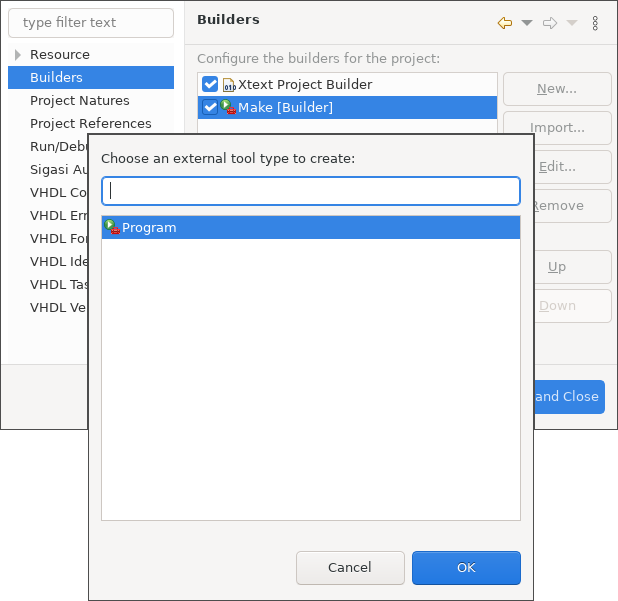 type filter text
Resource
Builders
Project Natures
Project References
Run/Debu
Sigasi Au
VHDL Co
VHDL Err
VHDL For
VHDL Ide
VHDL Tas
VHDL Ve
Builders
Configure the builders for the project:
Xtext Project Builder
Make [Builder]
New...
Import...
Edit...
Remove
Up
Down
and Close
Choose an external tool type to create:
Program
Cancel
OK